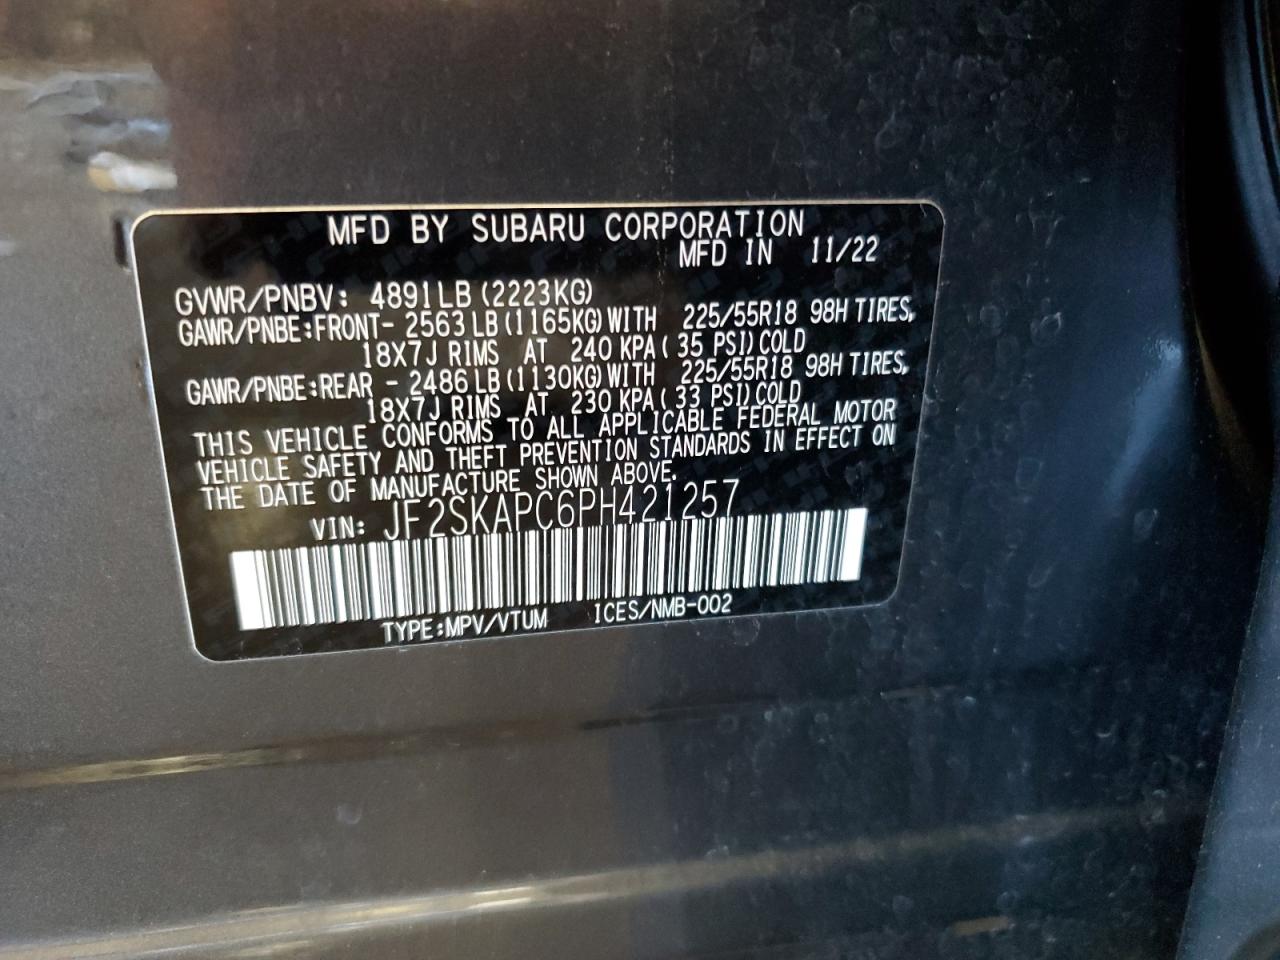 MFD BY SUBARU CORPORATION
MFD IN 11/22
GVWR/PNBV: 4891LB (2223KG)
GAWR/PNBE:FRONT- 2563LB(1165KG)WITH 225/55R18 98H TIRES,
18X7J RIMS AT 240 KPA( 35 PSI)COLD
GAWR/PNBE:REAR - 2486LB(1130KG)WITH 225/55R18 98H TIRES,
18X7J RIMS AT 230 KPA( 33 PSI)COLD
THIS VEHICLE CONFORMS TO ALL APPLICABLE FEDERAL MOTOR
VEHICLE SAFETY AND THEFT PREVENTION STANDARDS IN EFFECT ON
THE DATE OF MANUFACTURE SHOWN ABOVE.
VIN: JF2SKAPC6PH421257
TYPE:MPV/VTUM ICES/NMB-002